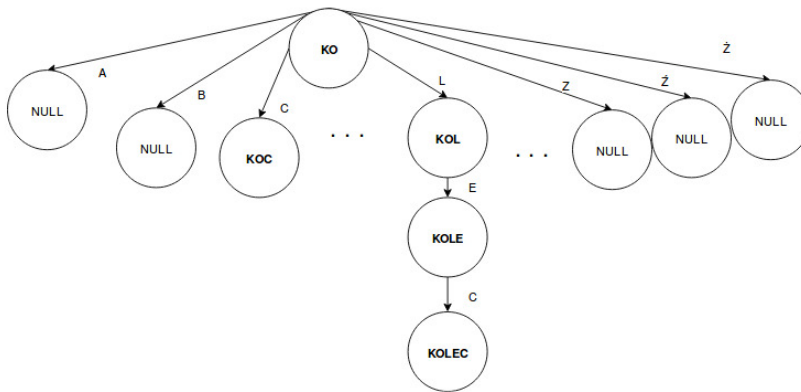 KO
A
B
C
L
Z
Ź
Ż
NULL
NULL
KOC
. . .
KOL
. . .
NULL
NULL
NULL
E
KOLE
C
KOLEC